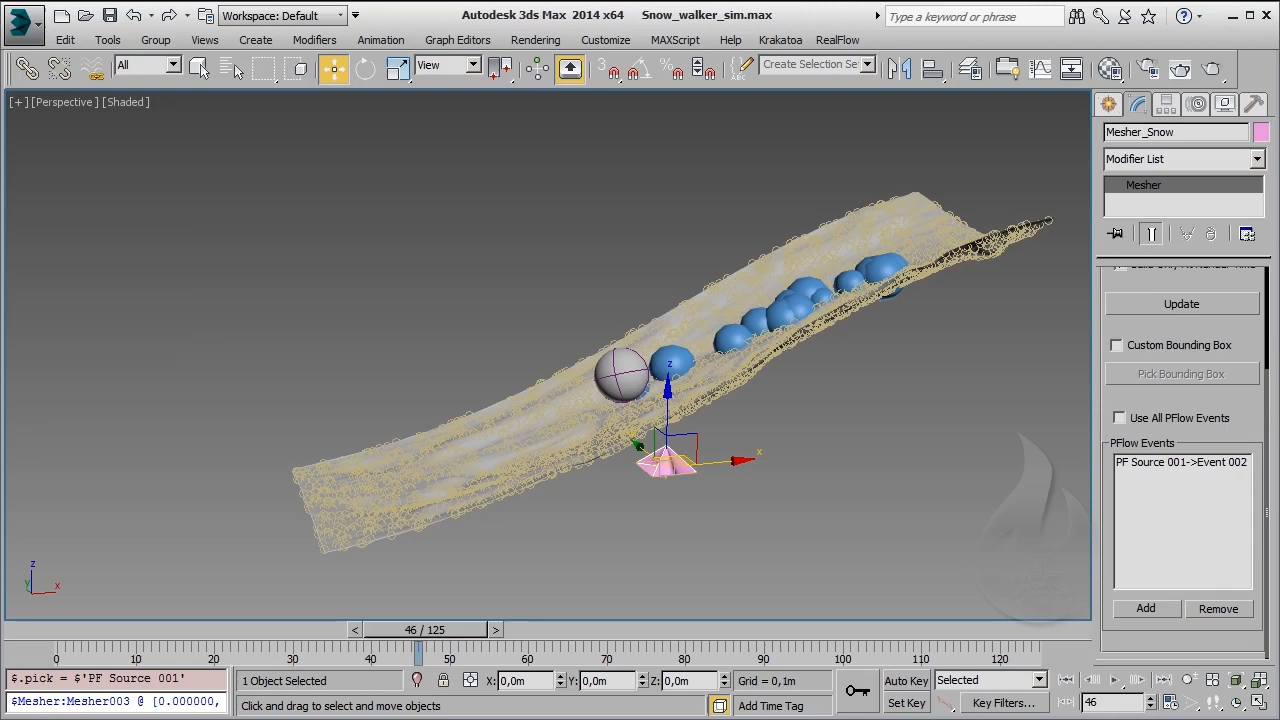 Workspace: Default
Autodesk 3ds Max 2014 x64 Snow_walker_sim.max
Type a keyword or phrase
Edit Tools Group Views Create Modifiers Animation Graph Editors Rendering Customize MAXScript Help Krakatoa RealFlow
All
View
3
Create Selection Se
[+][Perspective][Shaded]
Mesher_Snow
Modifier List
Mesher
Update
Custom Bounding Box
Pick Bounding Box
Use All PFlow Events
PFlow Events
PF Source 001->Event 002
Add Remove
z
x
z
y
x
< 46 / 125 >
0 10 20 30 40 50 60 70 80 90 100 110 120
$.pick = $'PF Source 001'
$Mesher:Mesher003 @ [0.000000,
1 Object Selected
X: 0,0m Y: 0,0m Z: 0,0m
Grid = 0,1m
Click and drag to select and move objects
Add Time Tag
Auto Key Selected
Set Key Key Filters...
46